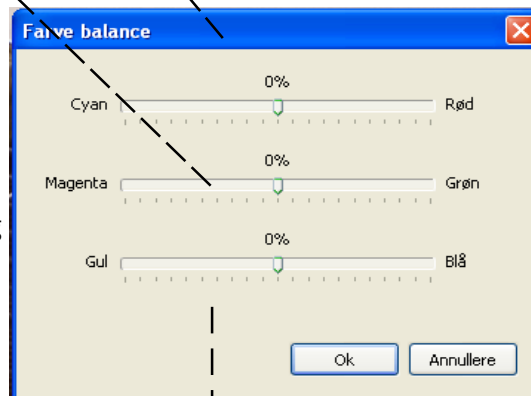 Farve balance
0%
Cyan Rød
0%
Magenta Grøn
0%
Gul Blå
Ok Annullere